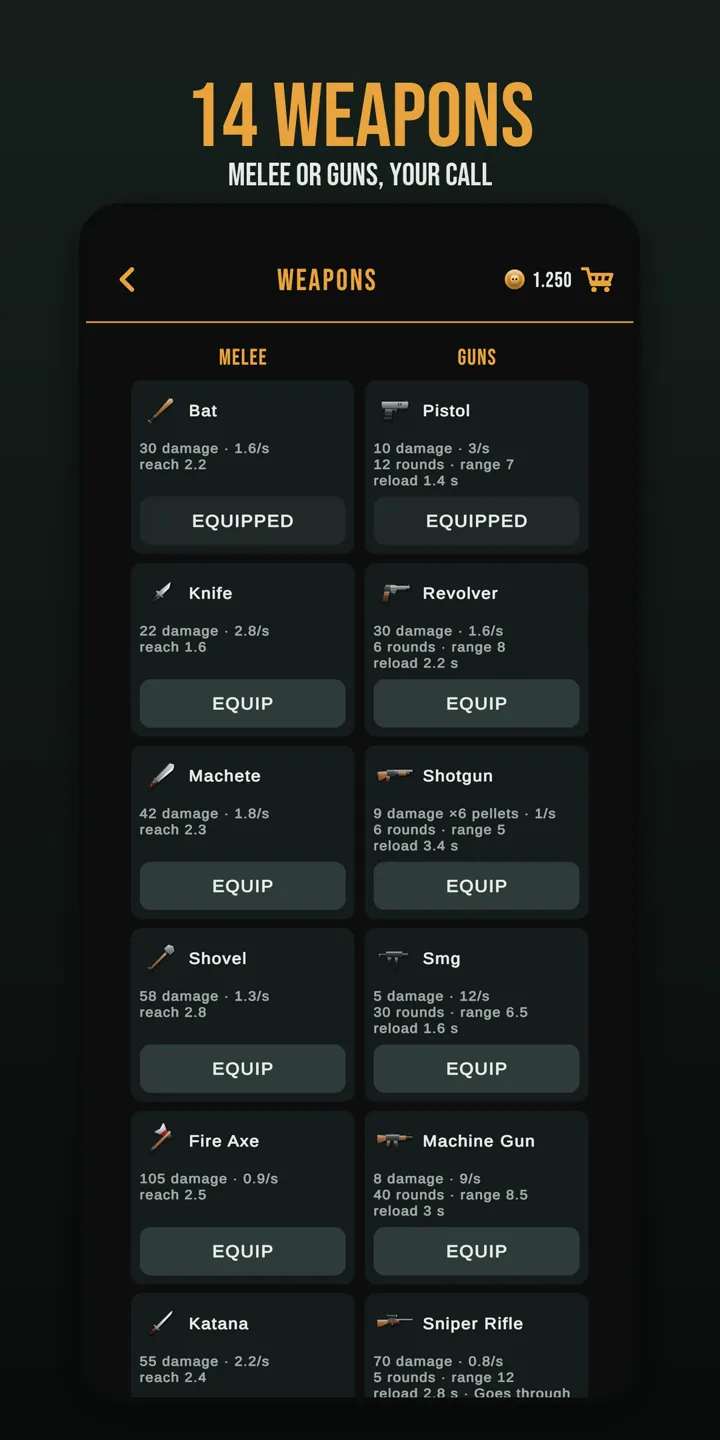 14 WEAPONS
MELEE OR GUNS, YOUR CALL
WEAPONS
1.250
MELEE
GUNS
Bat
30 damage · 1.6/s
reach 2.2
EQUIPPED
Pistol
10 damage · 3/s
12 rounds · range 7
reload 1.4 s
EQUIPPED
Knife
22 damage · 2.8/s
reach 1.6
EQUIP
Revolver
30 damage · 1.6/s
6 rounds · range 8
reload 2.2 s
EQUIP
Machete
42 damage · 1.8/s
reach 2.3
EQUIP
Shotgun
9 damage ×6 pellets · 1/s
6 rounds · range 5
reload 3.4 s
EQUIP
Shovel
58 damage · 1.3/s
reach 2.8
EQUIP
Smg
5 damage · 12/s
30 rounds · range 6.5
reload 1.6 s
EQUIP
Fire Axe
105 damage · 0.9/s
reach 2.5
EQUIP
Machine Gun
8 damage · 9/s
40 rounds · range 8.5
reload 3 s
EQUIP
Katana
55 damage · 2.2/s
reach 2.4
Sniper Rifle
70 damage · 0.8/s
5 rounds · range 12
reload 2.8 s · Goes through